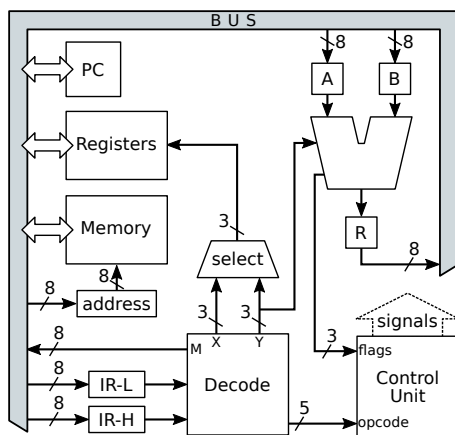 BUS
8
8
PC
A
B
Registers
Memory
3
R
8
select
8
8
address
3
3
signals
8
M
X
Y
3
flags
8
IR-L
Decode
Control
Unit
8
IR-H
5
opcode